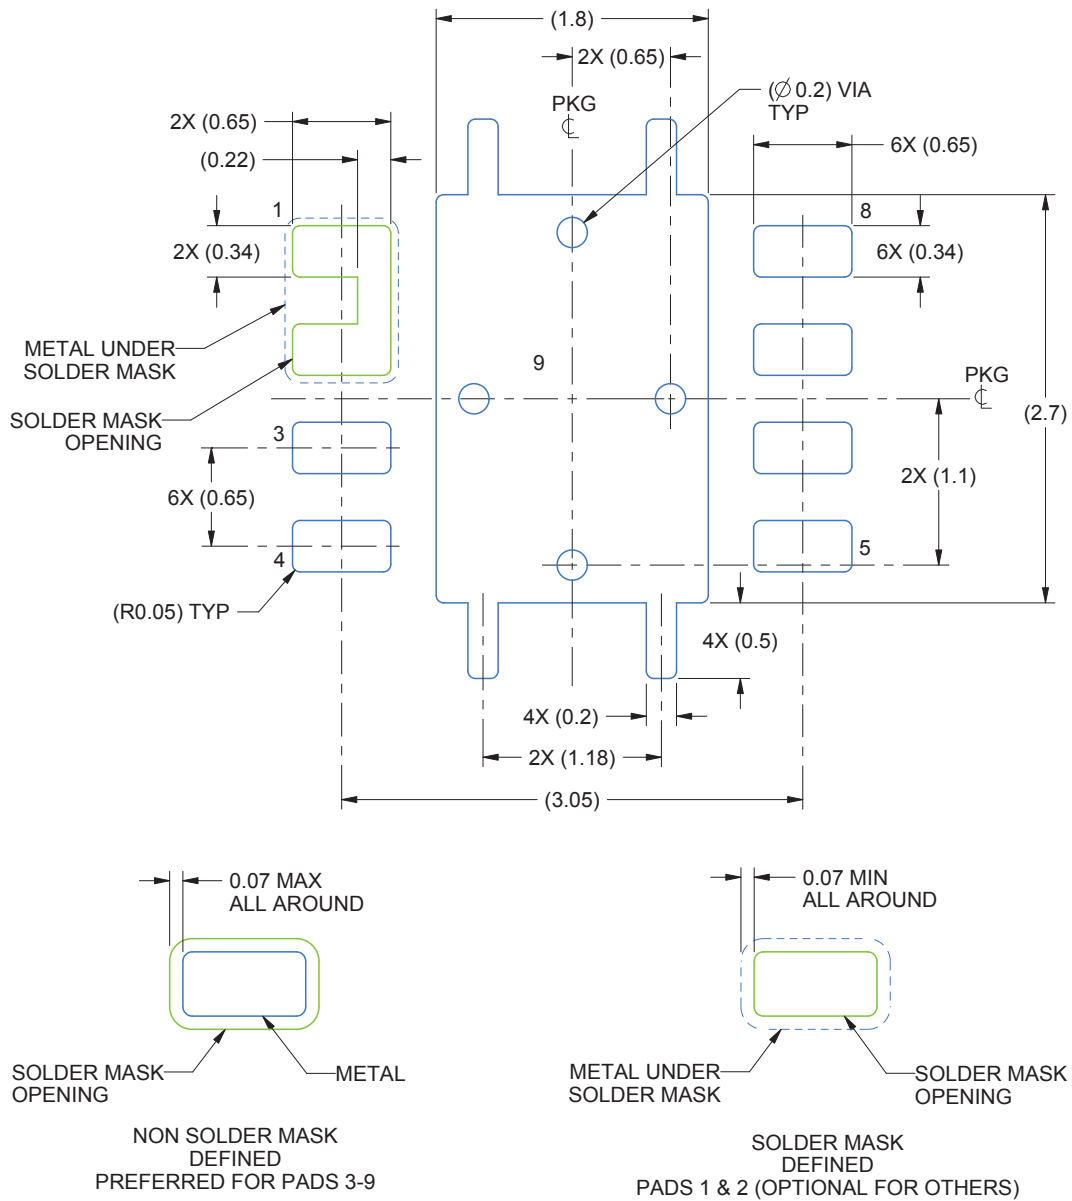 (1.8)
2X (0.65)
(Ø 0.2) VIA
TYP
PKG
℄
2X (0.65)
(0.22)
6X (0.65)
1
8
2X (0.34)
6X (0.34)
METAL UNDER
SOLDER MASK
9
PKG
℄
(2.7)
SOLDER MASK
OPENING
3
2X (1.1)
6X (0.65)
4
5
(R0.05) TYP
4X (0.5)
4X (0.2)
2X (1.18)
(3.05)
0.07 MAX
ALL AROUND
SOLDER MASK
OPENING
METAL
NON SOLDER MASK
DEFINED
PREFERRED FOR PADS 3-9
0.07 MIN
ALL AROUND
METAL UNDER
SOLDER MASK
SOLDER MASK
OPENING
SOLDER MASK
DEFINED
PADS 1 & 2 (OPTIONAL FOR OTHERS)